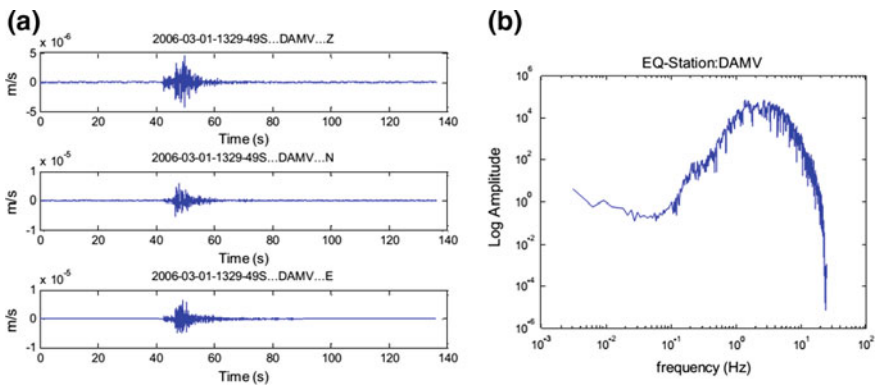 (a)
2006-03-01-1329-49S...DAMV...Z
x 10^-6
5
0
-5
m/s
0 20 40 60 80 100 120 140
Time (s)
2006-03-01-1329-49S...DAMV...N
x 10^-5
1
0
-1
m/s
0 20 40 60 80 100 120 140
Time (s)
2006-03-01-1329-49S...DAMV...E
x 10^-5
1
0
-1
m/s
0 20 40 60 80 100 120 140
Time (s)
(b)
EQ-Station:DAMV
10^6
10^4
10^2
10^0
10^-2
10^-4
10^-6
Log Amplitude
10^-3 10^-2 10^-1 10^0 10^1 10^2
frequency (Hz)